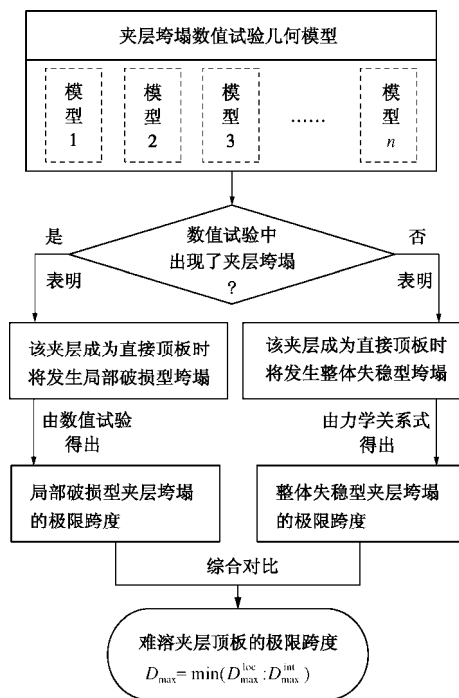 夹层垮塌数值试验几何模型
模型1
模型2
模型3
……
模型n
数值试验中
出现了夹层垮塌
?
是
表明
否
表明
该夹层成为直接顶板时
将发生局部破损型垮塌
该夹层成为直接顶板时
将发生整体失稳型垮塌
由数值试验
得出
由力学关系式
得出
局部破损型夹层垮塌
的极限跨度
整体失稳型夹层垮塌
的极限跨度
综合对比
难溶夹层顶板的极限跨度
D_max = min(D_max^loc; D_max^int)